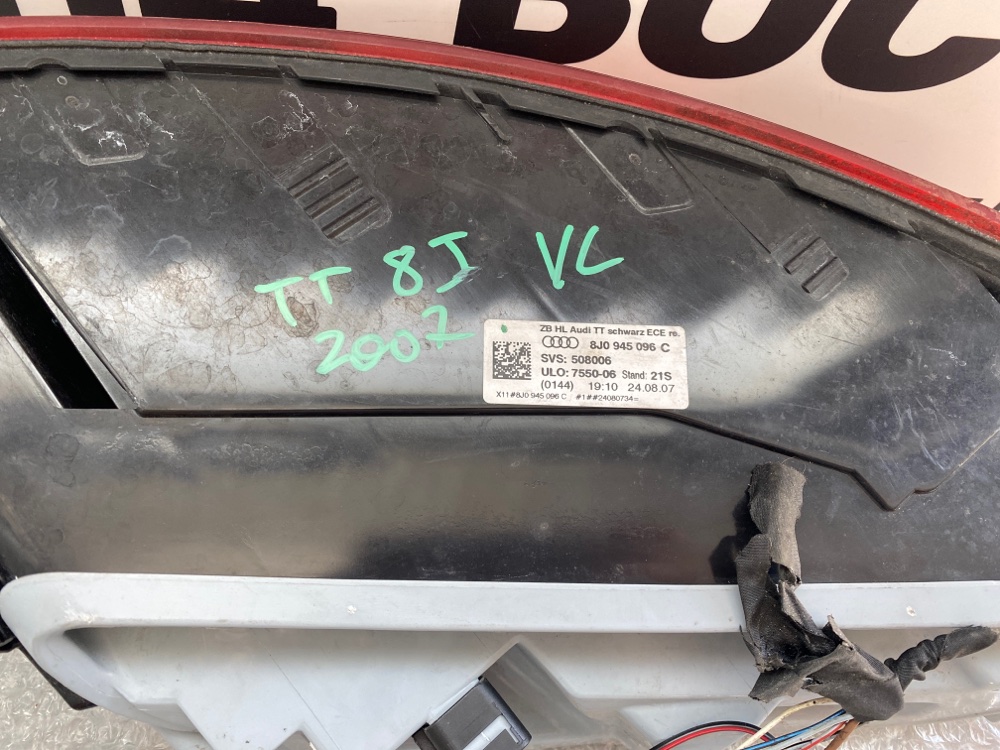 TT 8J VC
2007
ZB HL Audi TT schwarz ECE re.
8J0 945 096 C
SVS: 508006
ULO: 7550-06 Stand: 21S
(0144) 19:10 24.08.07
X11#8J0 945 096 C #1##24080734=